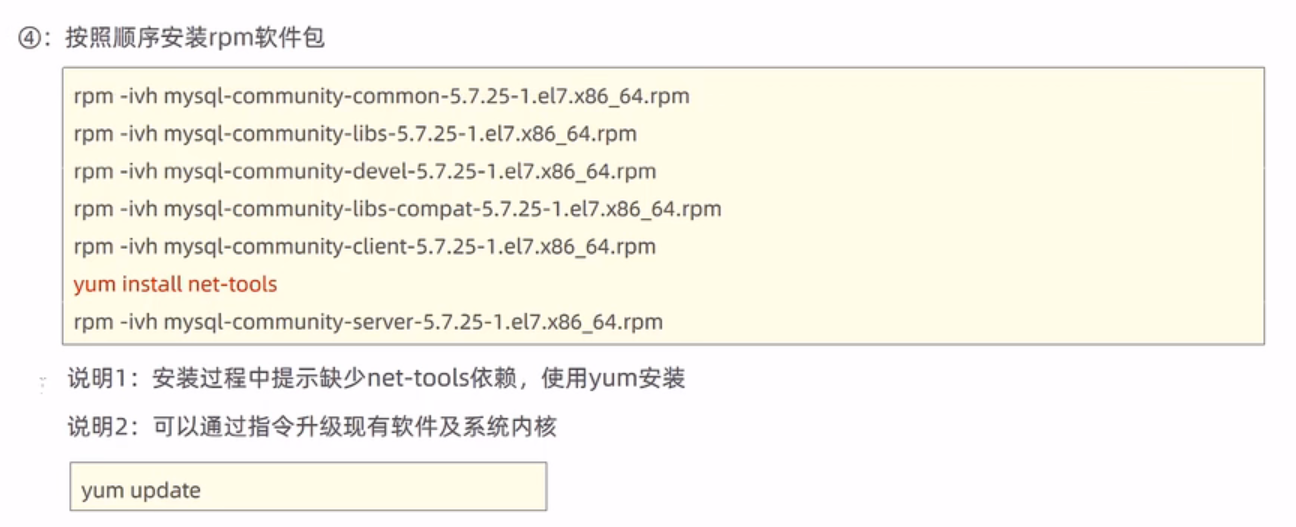 ④：按照顺序安装rpm软件包
rpm -ivh mysql-community-common-5.7.25-1.el7.x86_64.rpm
rpm -ivh mysql-community-libs-5.7.25-1.el7.x86_64.rpm
rpm -ivh mysql-community-devel-5.7.25-1.el7.x86_64.rpm
rpm -ivh mysql-community-libs-compat-5.7.25-1.el7.x86_64.rpm
rpm -ivh mysql-community-client-5.7.25-1.el7.x86_64.rpm
yum install net-tools
rpm -ivh mysql-community-server-5.7.25-1.el7.x86_64.rpm
说明1：安装过程中提示缺少net-tools依赖，使用yum安装
说明2：可以通过指令升级现有软件及系统内核
yum update